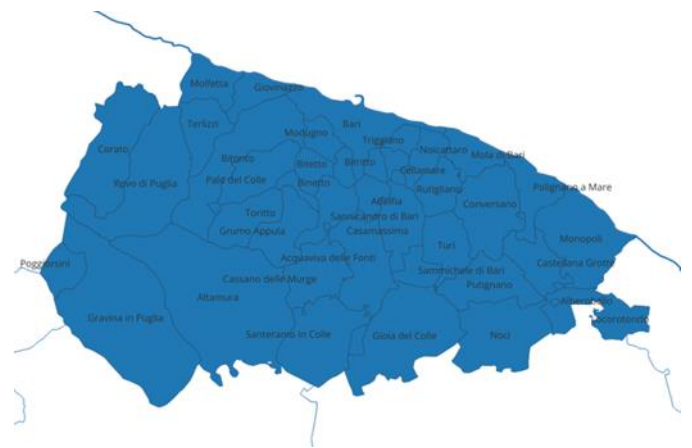 Molfetta
Giovinazzo
Terlizzi
Bari
Modugno
Triggiano
Corato
Noicattaro
Mola di Bari
Bitonto
Bitetto
Bitritto
Cellamare
Ruvo di Puglia
Palo del Colle
Binetto
Rutigliano
Polignano a Mare
Adelfia
Conversano
Toritto
Sannicandro di Bari
Grumo Appula
Casamassima
Monopoli
Turi
Acquaviva delle Fonti
Castellana Grotte
Poggiorsini
Sammichele di Bari
Cassano delle Murge
Putignano
Altamura
Alberobello
Gravina in Puglia
Locorotondo
Santeramo in Colle
Gioia del Colle
Noci